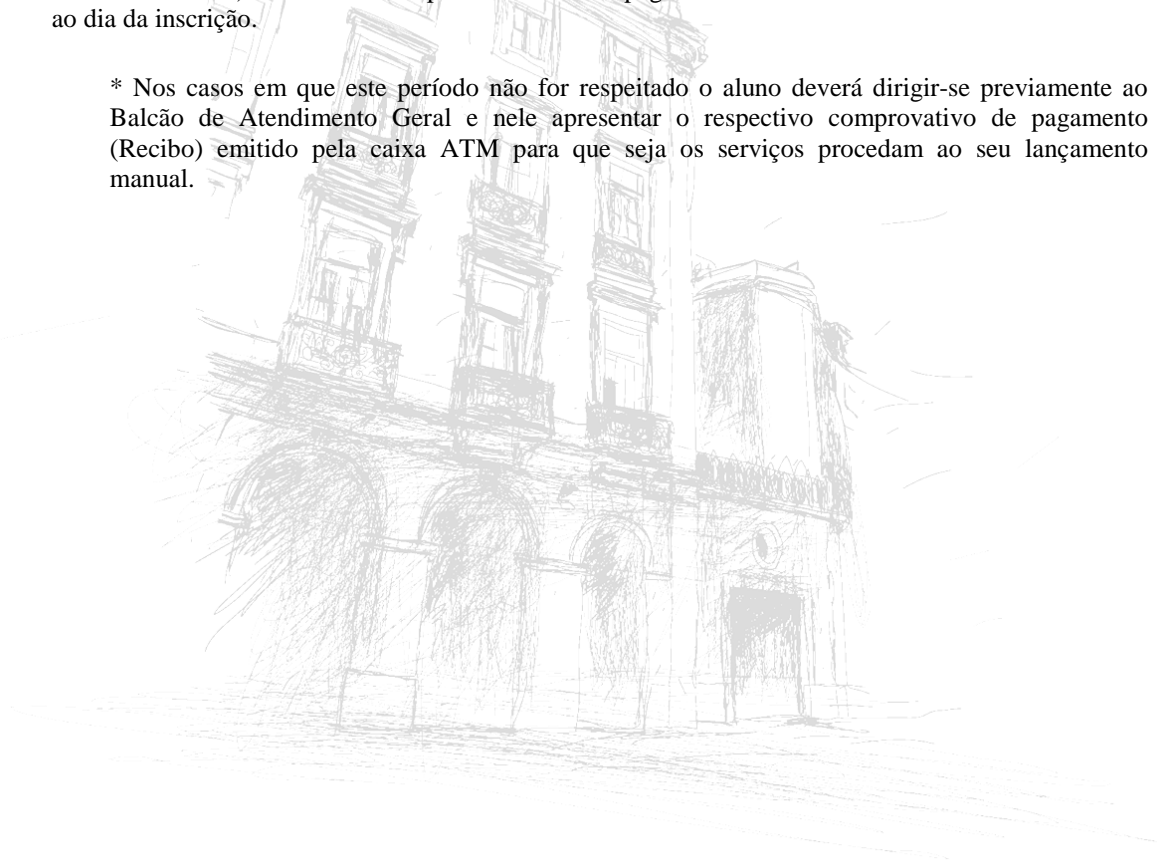 ao dia da inscrição.
* Nos casos em que este período não for respeitado o aluno deverá dirigir-se previamente ao
Balcão de Atendimento Geral e nele apresentar o respectivo comprovativo de pagamento
(Recibo) emitido pela caixa ATM para que seja os serviços procedam ao seu lançamento
manual.